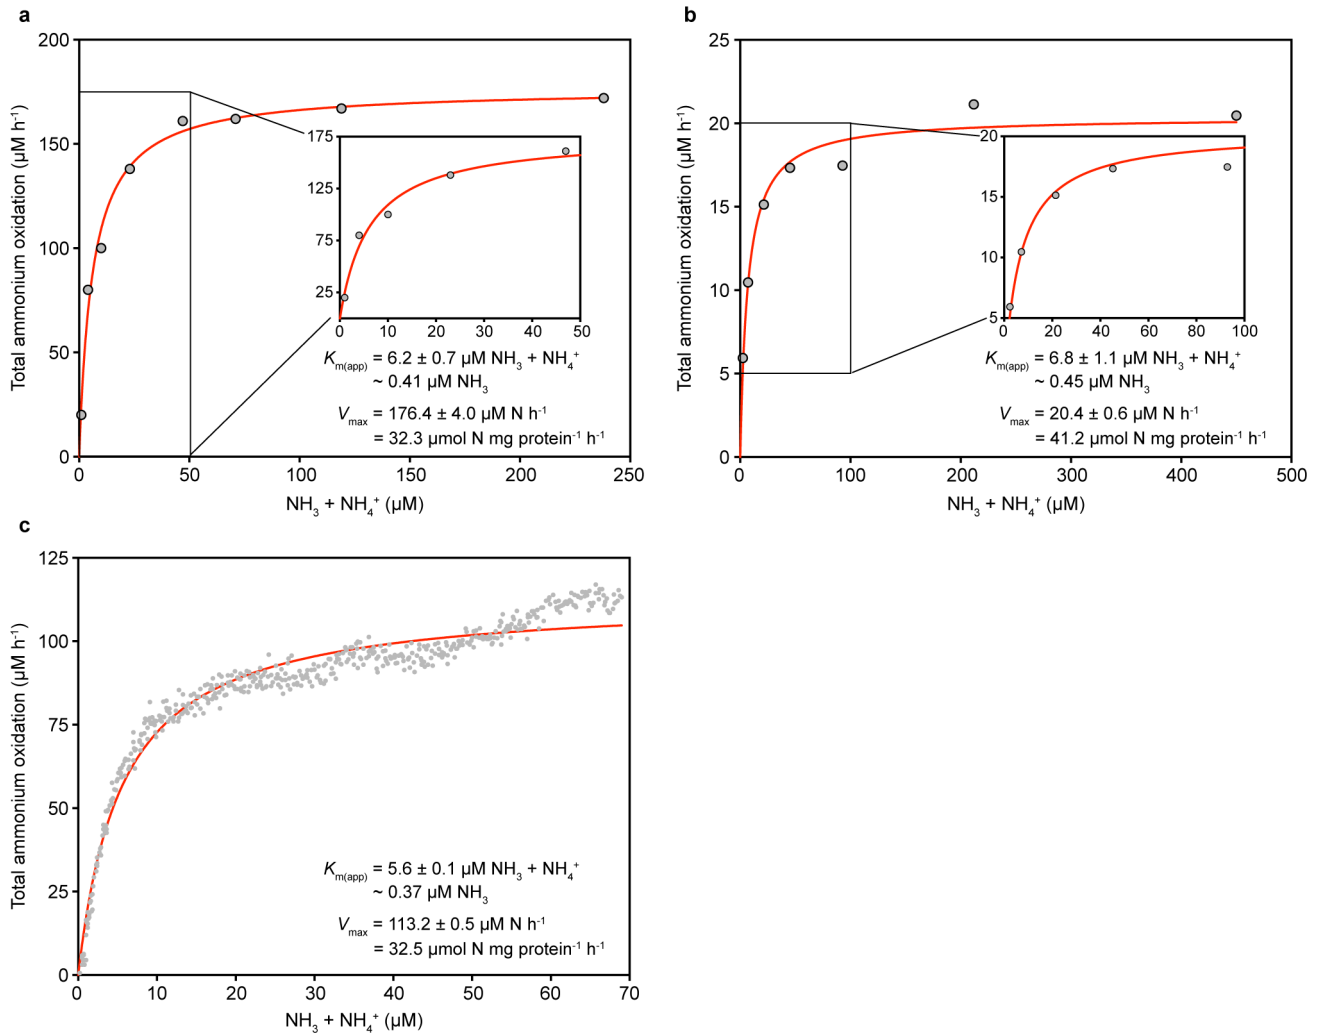 a
Total ammonium oxidation (µM h⁻¹)
200
150
100
50
0
0 50 100 150 200 250
NH₃ + NH₄⁺ (µM)
175
125
75
25
0 10 20 30 40 50
Kₘ(app) = 6.2 ± 0.7 µM NH₃ + NH₄⁺
~ 0.41 µM NH₃
Vmax = 176.4 ± 4.0 µM N h⁻¹
= 32.3 µmol N mg protein⁻¹ h⁻¹
b
Total ammonium oxidation (µM h⁻¹)
25
20
15
10
5
0
0 100 200 300 400 500
NH₃ + NH₄⁺ (µM)
20
15
10
5
0 20 40 60 80 100
Kₘ(app) = 6.8 ± 1.1 µM NH₃ + NH₄⁺
~ 0.45 µM NH₃
Vmax = 20.4 ± 0.6 µM N h⁻¹
= 41.2 µmol N mg protein⁻¹ h⁻¹
c
Total ammonium oxidation (µM h⁻¹)
125
100
75
50
25
0
0 10 20 30 40 50 60 70
NH₃ + NH₄⁺ (µM)
Kₘ(app) = 5.6 ± 0.1 µM NH₃ + NH₄⁺
~ 0.37 µM NH₃
Vmax = 113.2 ± 0.5 µM N h⁻¹
= 32.5 µmol N mg protein⁻¹ h⁻¹